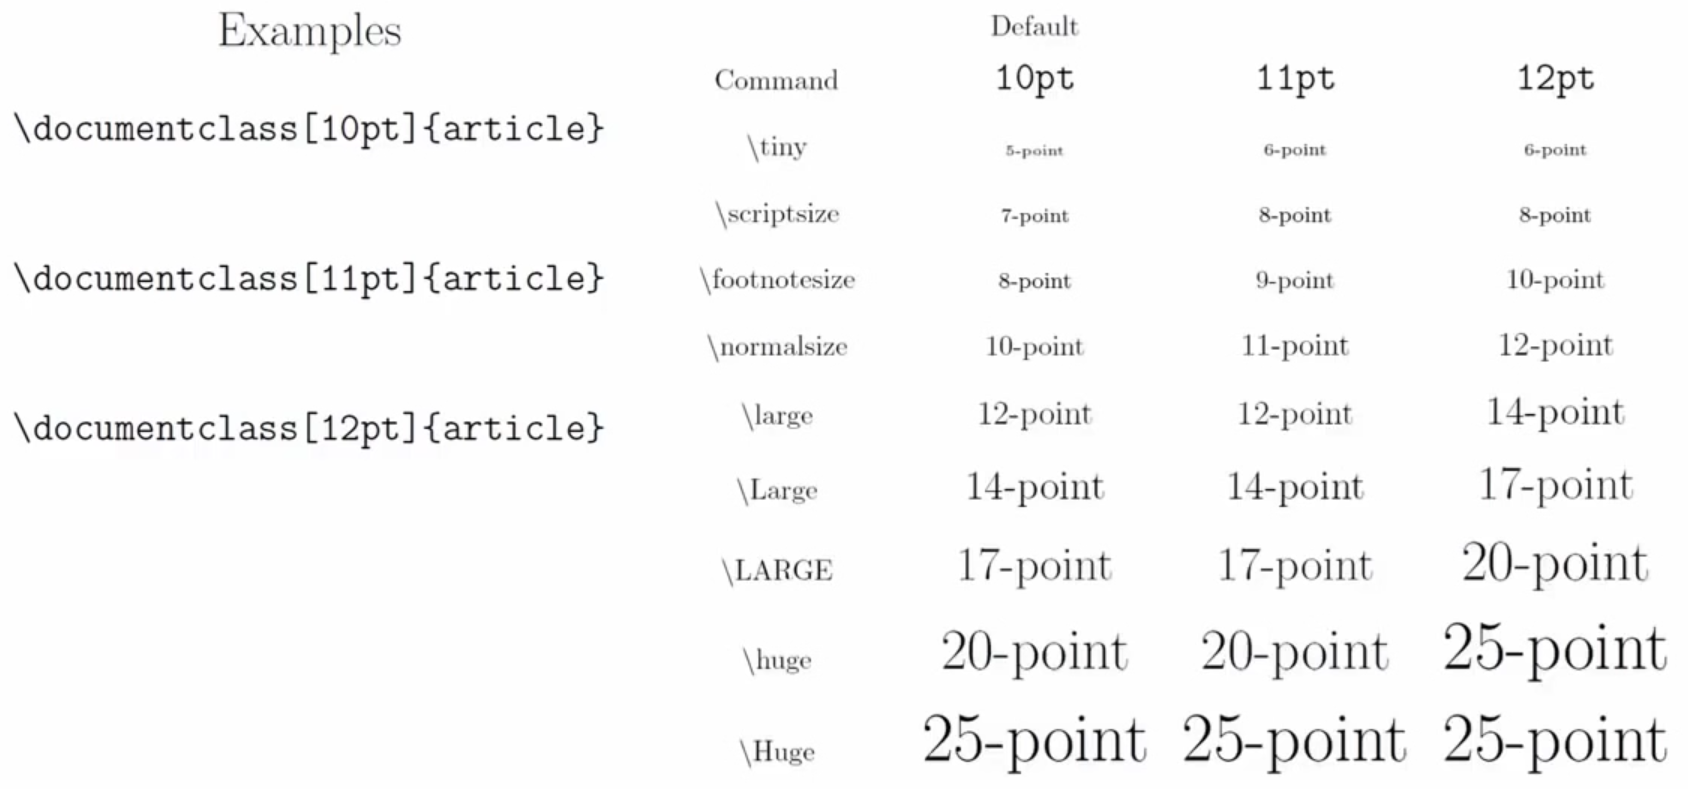 Examples
\documentclass[10pt]{article}
\documentclass[11pt]{article}
\documentclass[12pt]{article}
Default
Command 10pt 11pt 12pt
\tiny 5-point 6-point 6-point
\scriptsize 7-point 8-point 8-point
\footnotesize 8-point 9-point 10-point
\normalsize 10-point 11-point 12-point
\large 12-point 12-point 14-point
\Large 14-point 14-point 17-point
\LARGE 17-point 17-point 20-point
\huge 20-point 20-point 25-point
\Huge 25-point 25-point 25-point